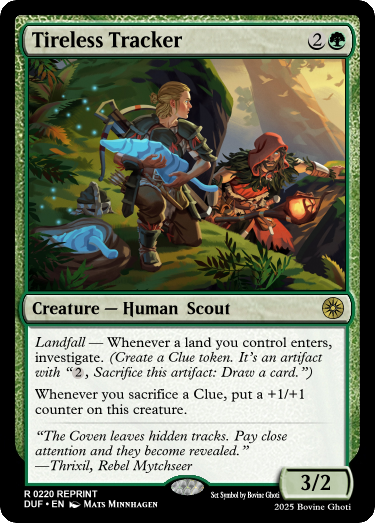 Tireless Tracker 2
Creature — Human Scout
Landfall — Whenever a land you control enters,
investigate. (Create a Clue token. It's an artifact
with "2, Sacrifice this artifact: Draw a card.")
Whenever you sacrifice a Clue, put a +1/+1
counter on this creature.
"The Coven leaves hidden tracks. Pay close
attention and they become revealed."
—Thrixil, Rebel Mytchseer
3/2
R 0220 REPRINT
DUF • EN Mats Minnhagen
Set Symbol by Bovine Ghoti
2025 Bovine Ghoti